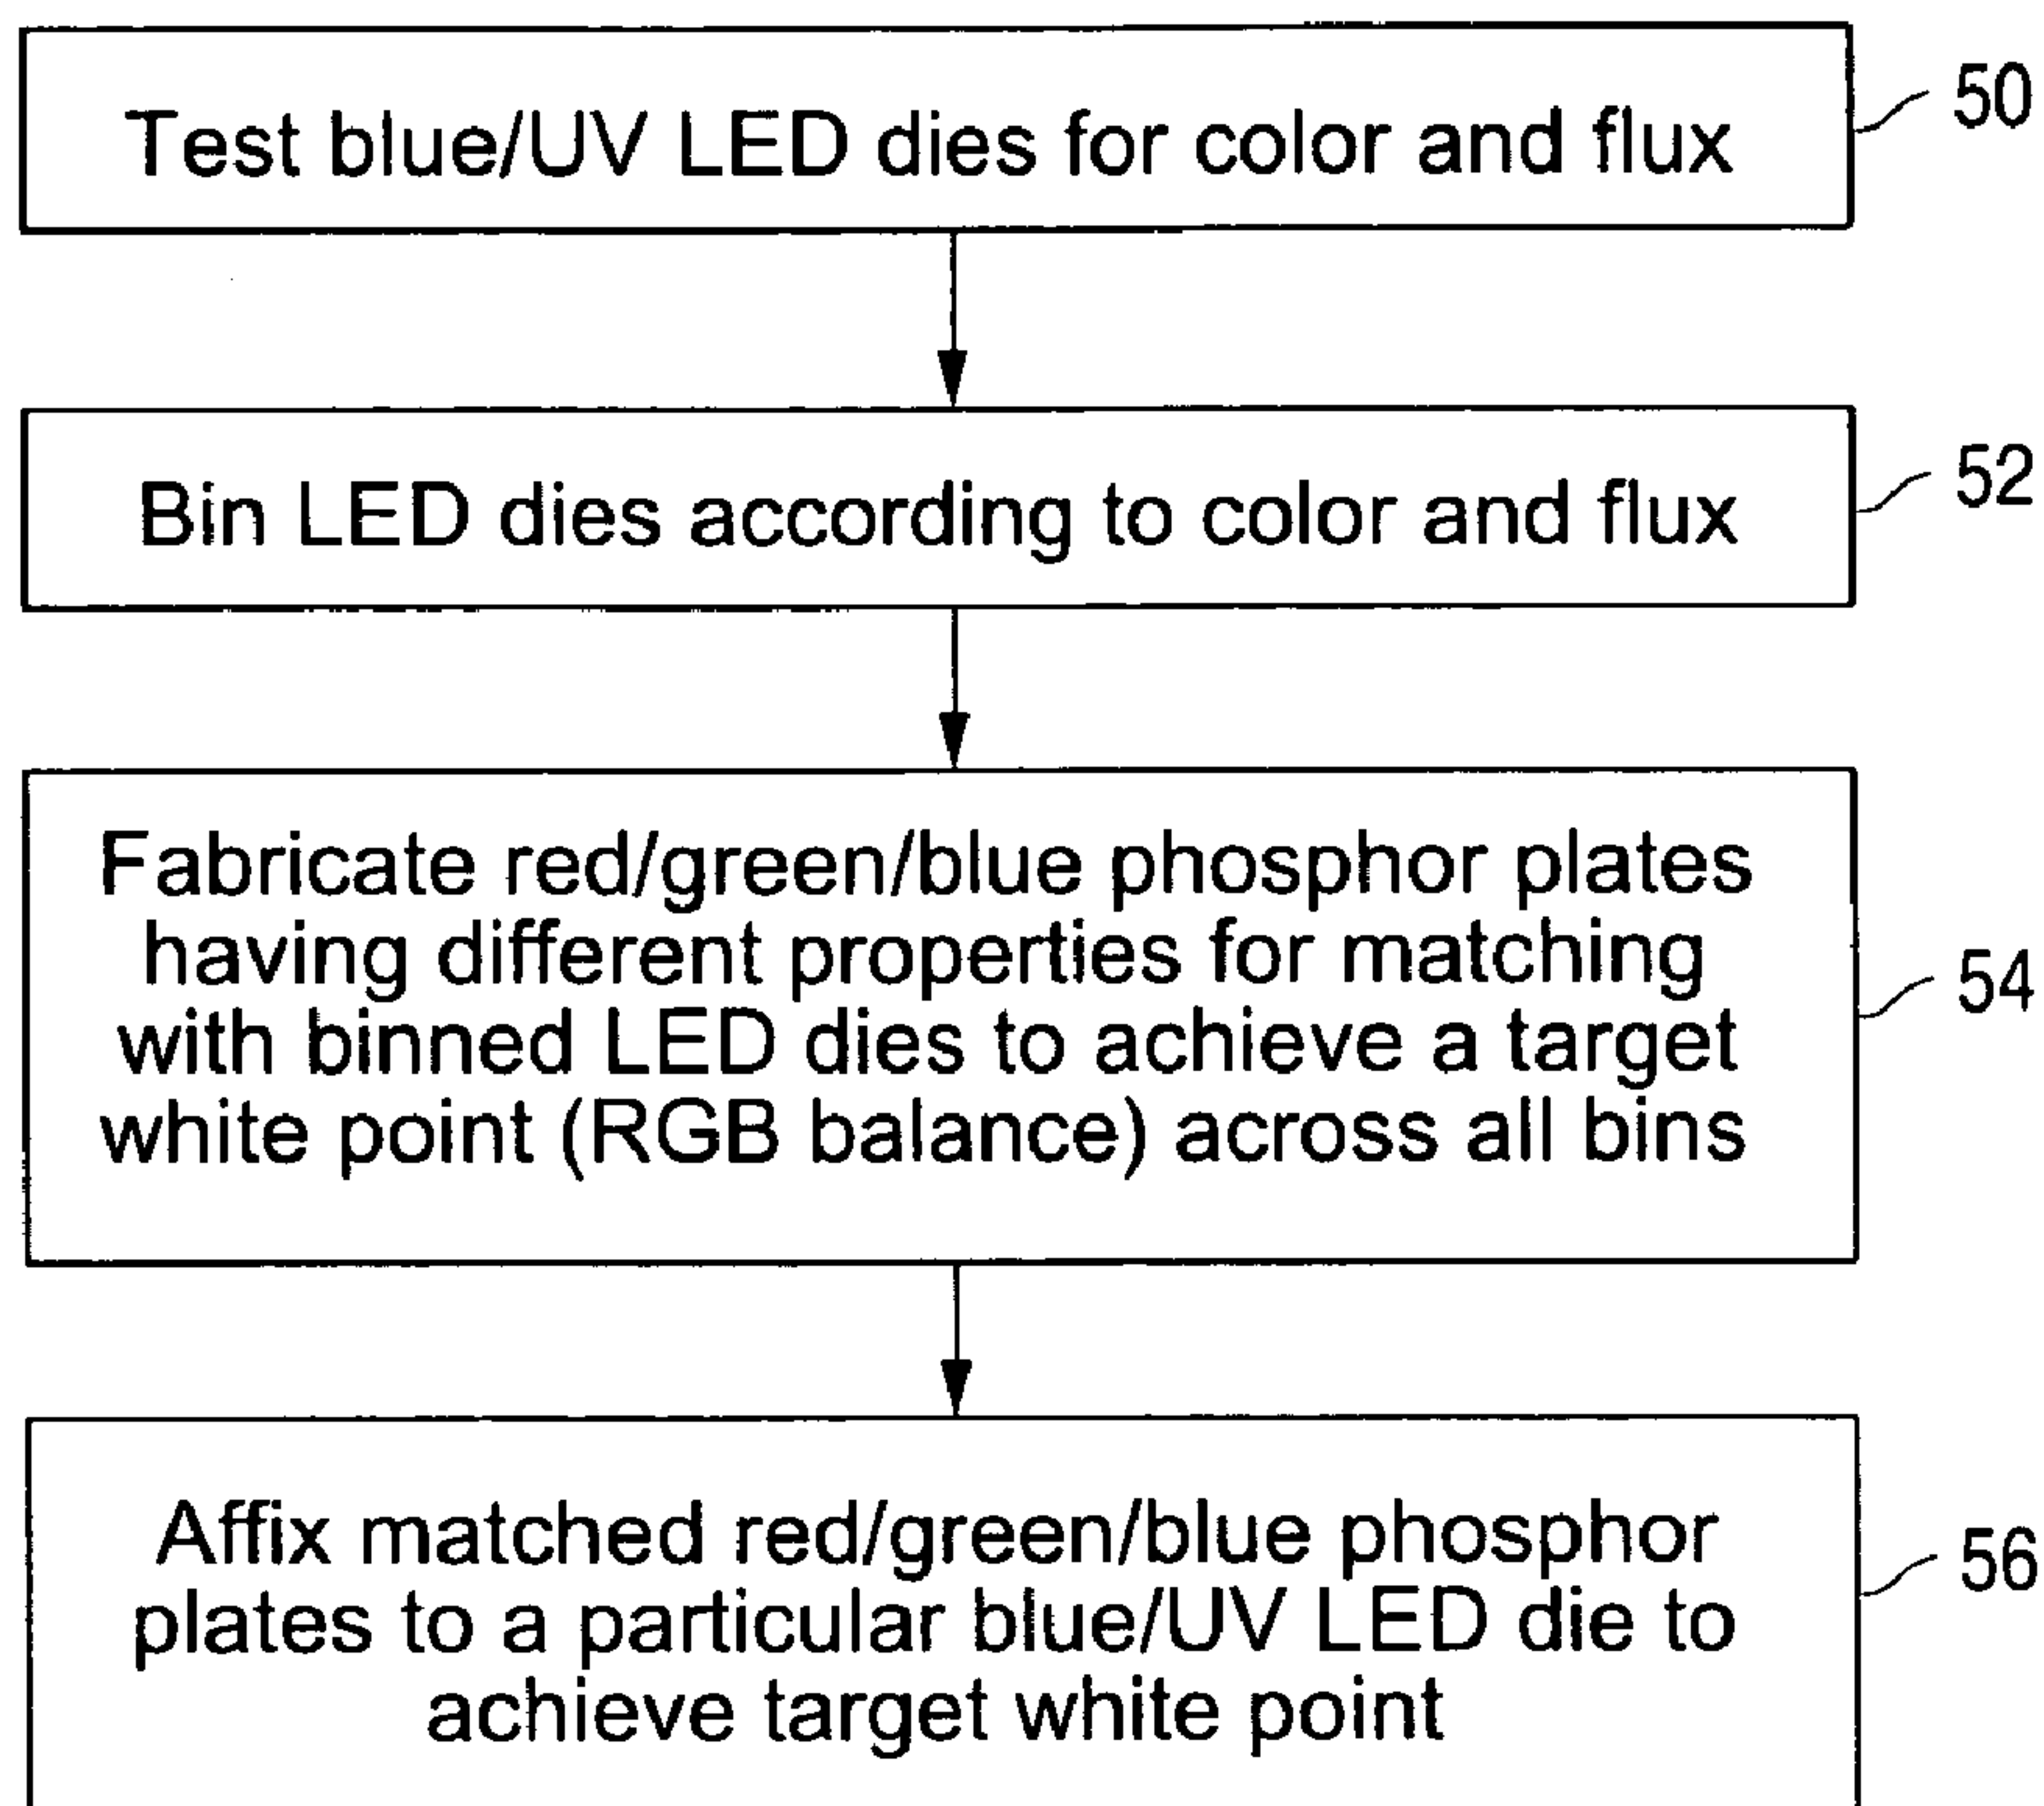 Test blue/UV LED dies for color and flux
50
Bin LED dies according to color and flux
52
Fabricate red/green/blue phosphor plates
having different properties for matching
with binned LED dies to achieve a target
white point (RGB balance) across all bins
54
Affix matched red/green/blue phosphor
plates to a particular blue/UV LED die to
achieve target white point
56